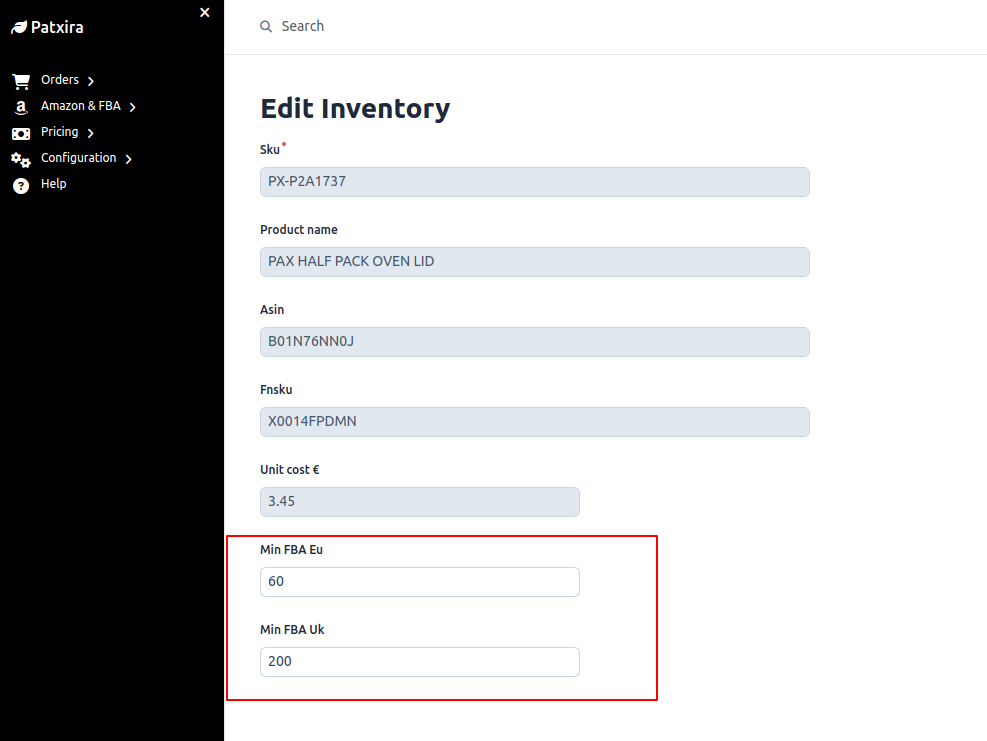 Patxira
×
Orders
Amazon & FBA
Pricing
Configuration
Help
Search
Edit Inventory
Sku*
PX-P2A1737
Product name
PAX HALF PACK OVEN LID
Asin
B01N76NN0J
Fnsku
X0014FPDMN
Unit cost €
3.45
Min FBA Eu
60
Min FBA Uk
200